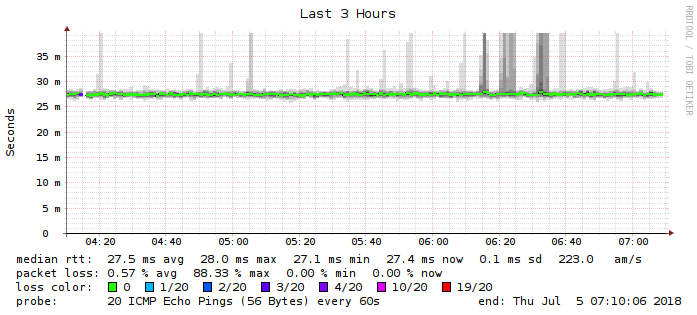 Last 3 Hours
RRDTOOL / TOBI OETIKER
Seconds
35 m
30 m
25 m
20 m
15 m
10 m
5 m
0
04:20 04:40 05:00 05:20 05:40 06:00 06:20 06:40 07:00
median rtt: 27.5 ms avg 28.0 ms max 27.1 ms min 27.4 ms now 0.1 ms sd 223.0 am/s
packet loss: 0.57 % avg 88.33 % max 0.00 % min 0.00 % now
loss color: 0 1/20 2/20 3/20 4/20 10/20 19/20
probe: 20 ICMP Echo Pings (56 Bytes) every 60s end: Thu Jul 5 07:10:06 2018